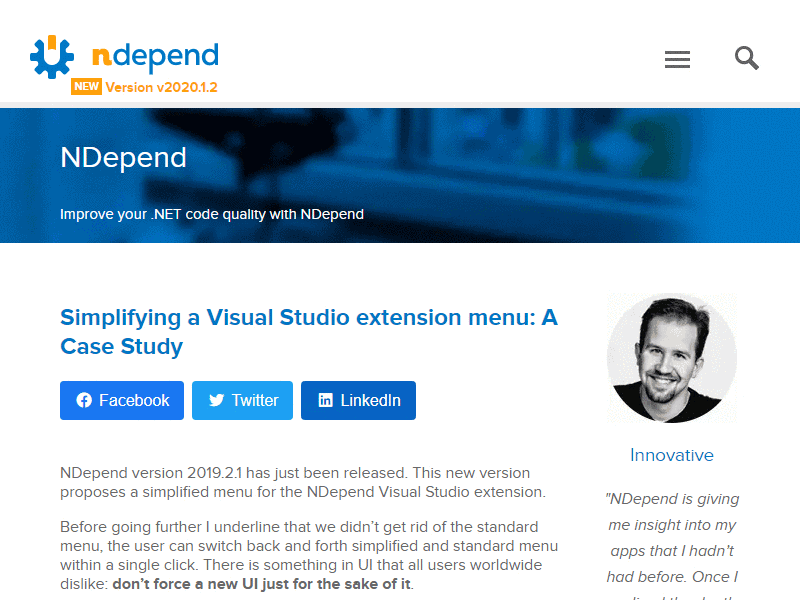 ndepend
NEW Version v2020.1.2
NDepend
Improve your .NET code quality with NDepend
Simplifying a Visual Studio extension menu: A
Case Study
Facebook Twitter LinkedIn
NDepend version 2019.2.1 has just been released. This new version
proposes a simplified menu for the NDepend Visual Studio extension.
Before going further I underline that we didn’t get rid of the standard
menu, the user can switch back and forth simplified and standard menu
within a single click. There is something in UI that all users worldwide
dislike: don’t force a new UI just for the sake of it.
Innovative
"NDepend is giving
me insight into my
apps that I hadn’t
had before. Once I